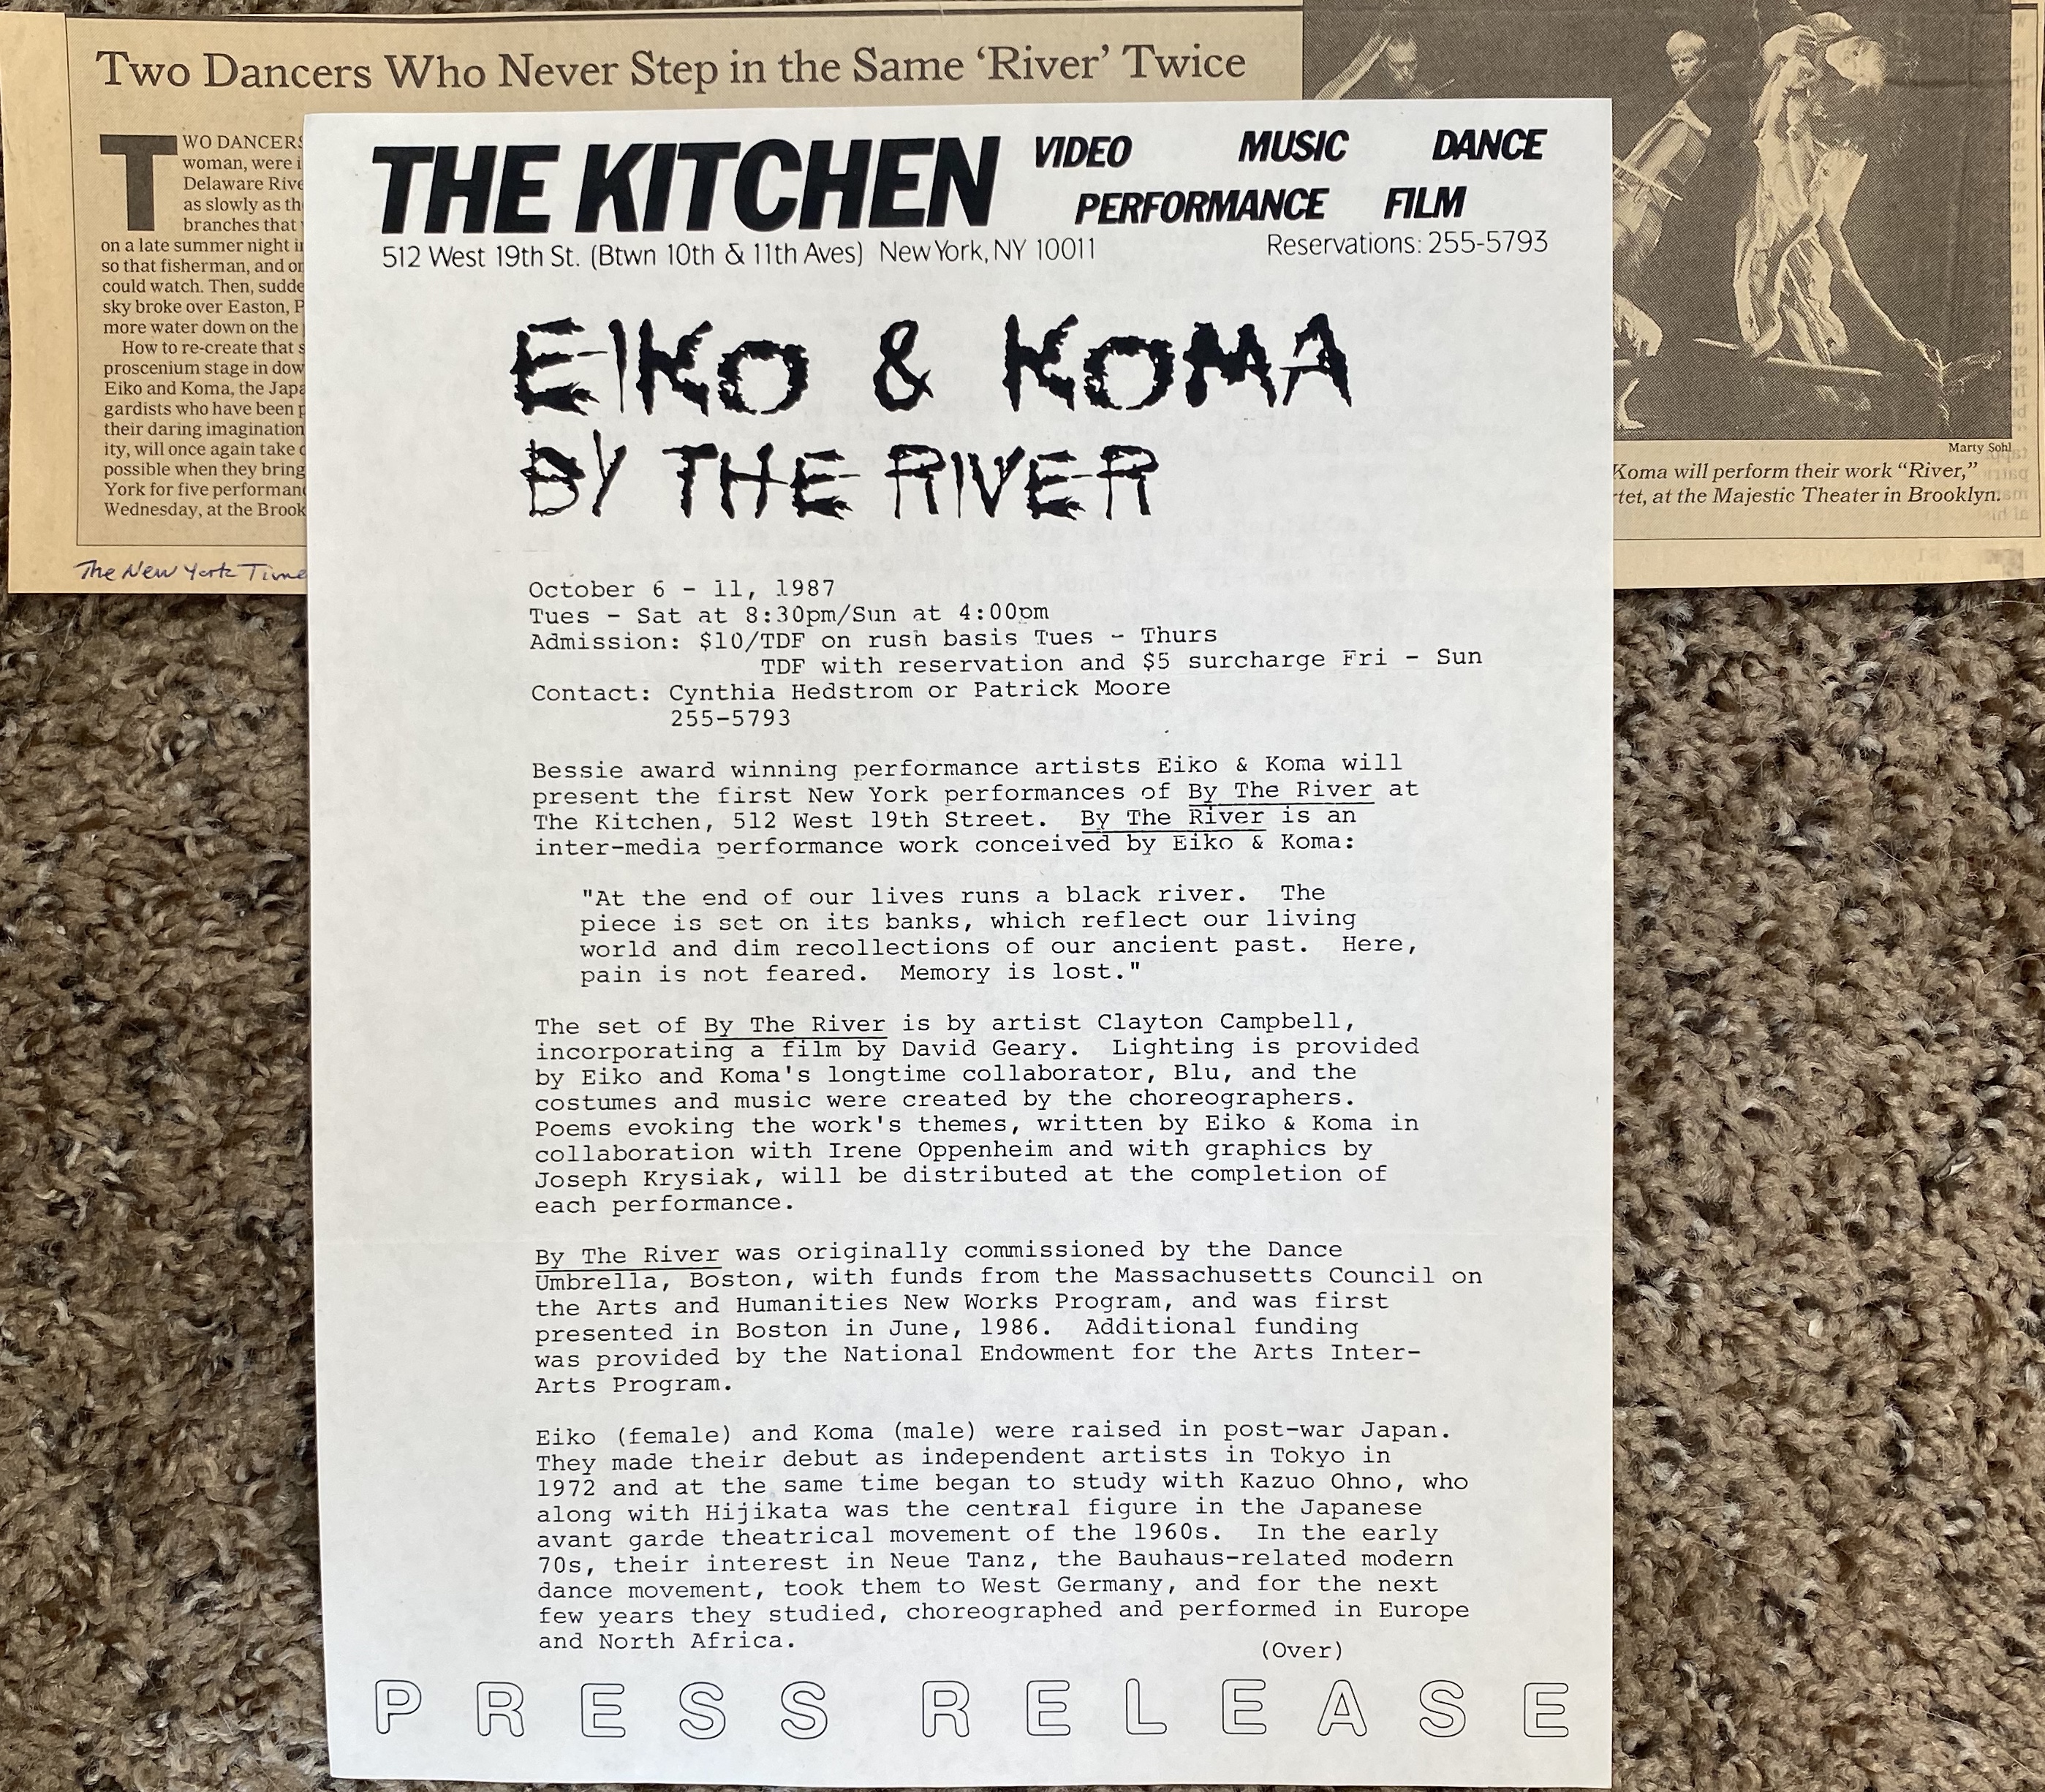 Two Dancers Who Never Step in the Same ‘River’ Twice
TWO DANCERS
woman, were i
Delaware Rive
as slowly as th
branches that
on a late summer night i
so that fisherman, and or
could watch. Then, sudde
sky broke over Easton, P
more water down on the
How to re-create that s
proscenium stage in dow
Eiko and Koma, the Japa
gardists who have been p
their daring imagination
ity, will once again take
possible when they bring
York for five performan
Wednesday, at the Brook
The New York Time
Marty Sohl
Koma will perform their work “River,”
rtet, at the Majestic Theater in Brooklyn.
THE KITCHEN VIDEO MUSIC DANCE
PERFORMANCE FILM
512 West 19th St. (Btwn 10th & 11th Aves) New York, NY 10011 Reservations: 255-5793
EIKO & KOMA
BY THE RIVER
October 6 - 11, 1987
Tues - Sat at 8:30pm/Sun at 4:00pm
Admission: $10/TDF on rush basis Tues - Thurs
TDF with reservation and $5 surcharge Fri - Sun
Contact: Cynthia Hedstrom or Patrick Moore
255-5793
Bessie award winning performance artists Eiko & Koma will
present the first New York performances of By The River at
The Kitchen, 512 West 19th Street. By The River is an
inter-media performance work conceived by Eiko & Koma:
"At the end of our lives runs a black river. The
piece is set on its banks, which reflect our living
world and dim recollections of our ancient past. Here,
pain is not feared. Memory is lost."
The set of By The River is by artist Clayton Campbell,
incorporating a film by David Geary. Lighting is provided
by Eiko and Koma's longtime collaborator, Blu, and the
costumes and music were created by the choreographers.
Poems evoking the work's themes, written by Eiko & Koma in
collaboration with Irene Oppenheim and with graphics by
Joseph Krysiak, will be distributed at the completion of
each performance.
By The River was originally commissioned by the Dance
Umbrella, Boston, with funds from the Massachusetts Council on
the Arts and Humanities New Works Program, and was first
presented in Boston in June, 1986. Additional funding
was provided by the National Endowment for the Arts Inter-
Arts Program.
Eiko (female) and Koma (male) were raised in post-war Japan.
They made their debut as independent artists in Tokyo in
1972 and at the same time began to study with Kazuo Ohno, who
along with Hijikata was the central figure in the Japanese
avant garde theatrical movement of the 1960s. In the early
70s, their interest in Neue Tanz, the Bauhaus-related modern
dance movement, took them to West Germany, and for the next
few years they studied, choreographed and performed in Europe
and North Africa.
(Over)
PRESS RELEASE